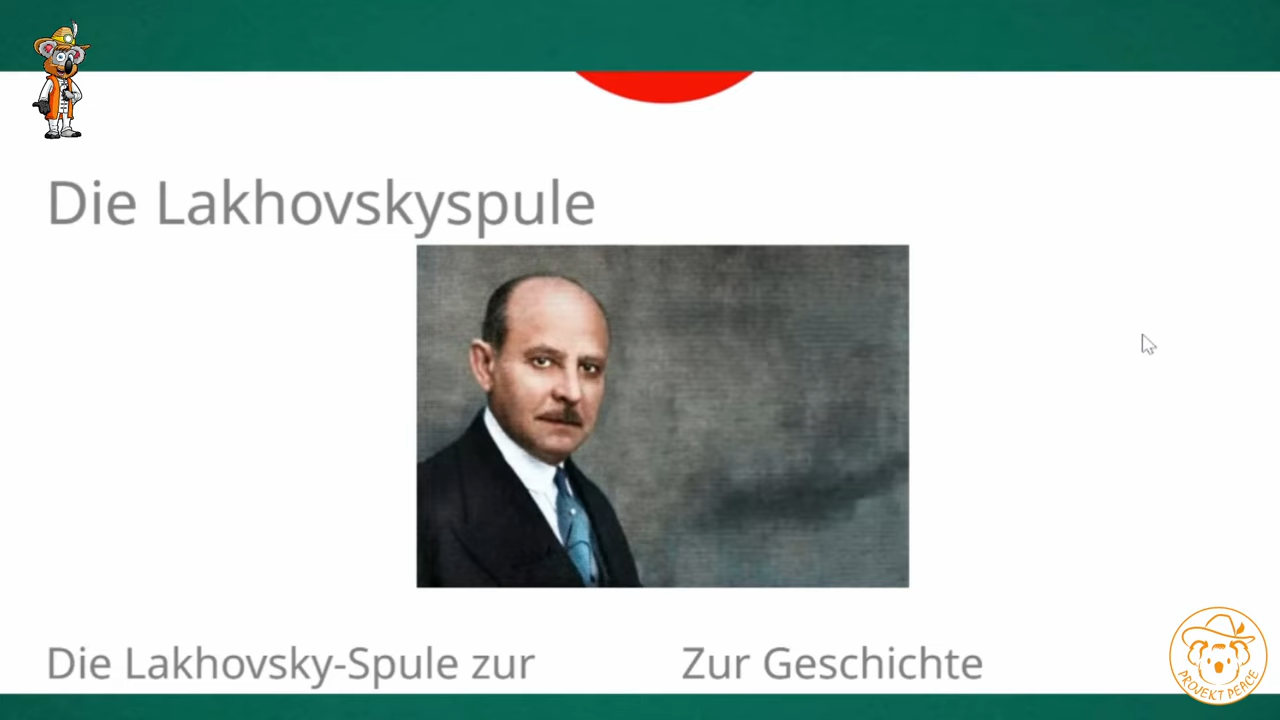 Die Lakhovskyspule
Die Lakhovsky-Spule zur
Zur Geschichte
PROJEKT PEACE